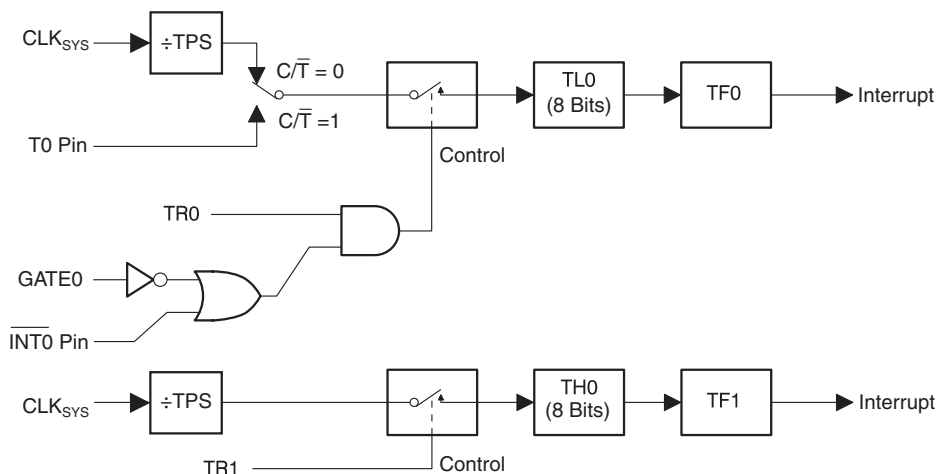 CLKSYS
÷TPS
C/T̅ = 0
C/T̅ =1
T0 Pin
TL0
(8 Bits)
TF0
Interrupt
Control
TR0
GATE0
I̅N̅T̅0̅ Pin
CLKSYS
÷TPS
TH0
(8 Bits)
TF1
Interrupt
TR1
Control